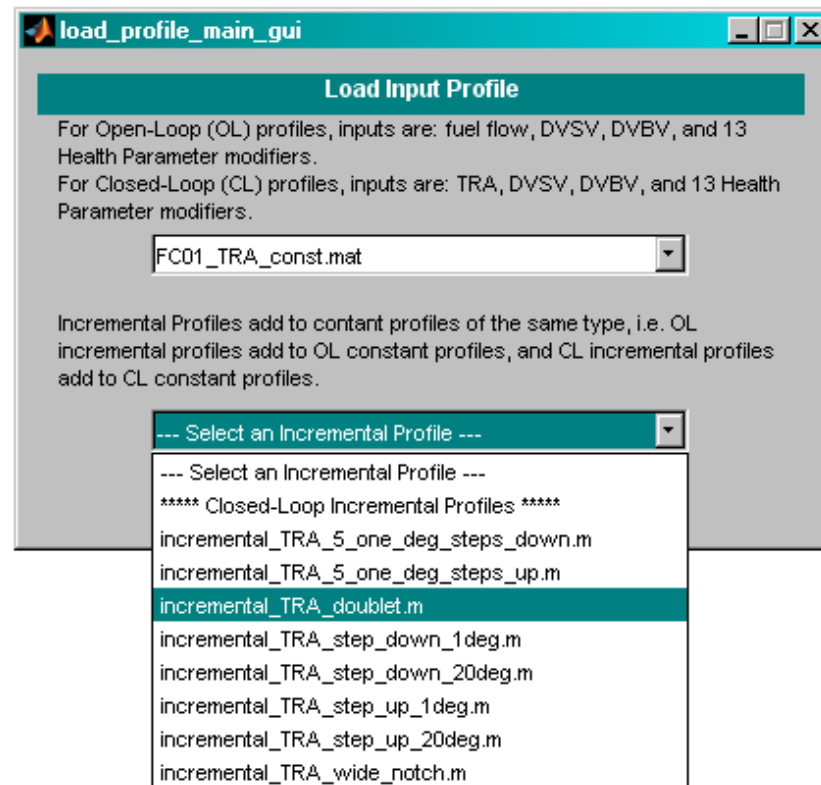 load_profile_main_gui
Load Input Profile
For Open-Loop (OL) profiles, inputs are: fuel flow, DVSV, DVBV, and 13
Health Parameter modifiers.
For Closed-Loop (CL) profiles, inputs are: TRA, DVSV, DVBV, and 13 Health
Parameter modifiers.
FC01_TRA_const.mat
Incremental Profiles add to contant profiles of the same type, i.e. OL
incremental profiles add to OL constant profiles, and CL incremental profiles
add to CL constant profiles.
--- Select an Incremental Profile ---
--- Select an Incremental Profile ---
***** Closed-Loop Incremental Profiles *****
incremental_TRA_5_one_deg_steps_down.m
incremental_TRA_5_one_deg_steps_up.m
incremental_TRA_doublet.m
incremental_TRA_step_down_1deg.m
incremental_TRA_step_down_20deg.m
incremental_TRA_step_up_1deg.m
incremental_TRA_step_up_20deg.m
incremental_TRA_wide_notch.m